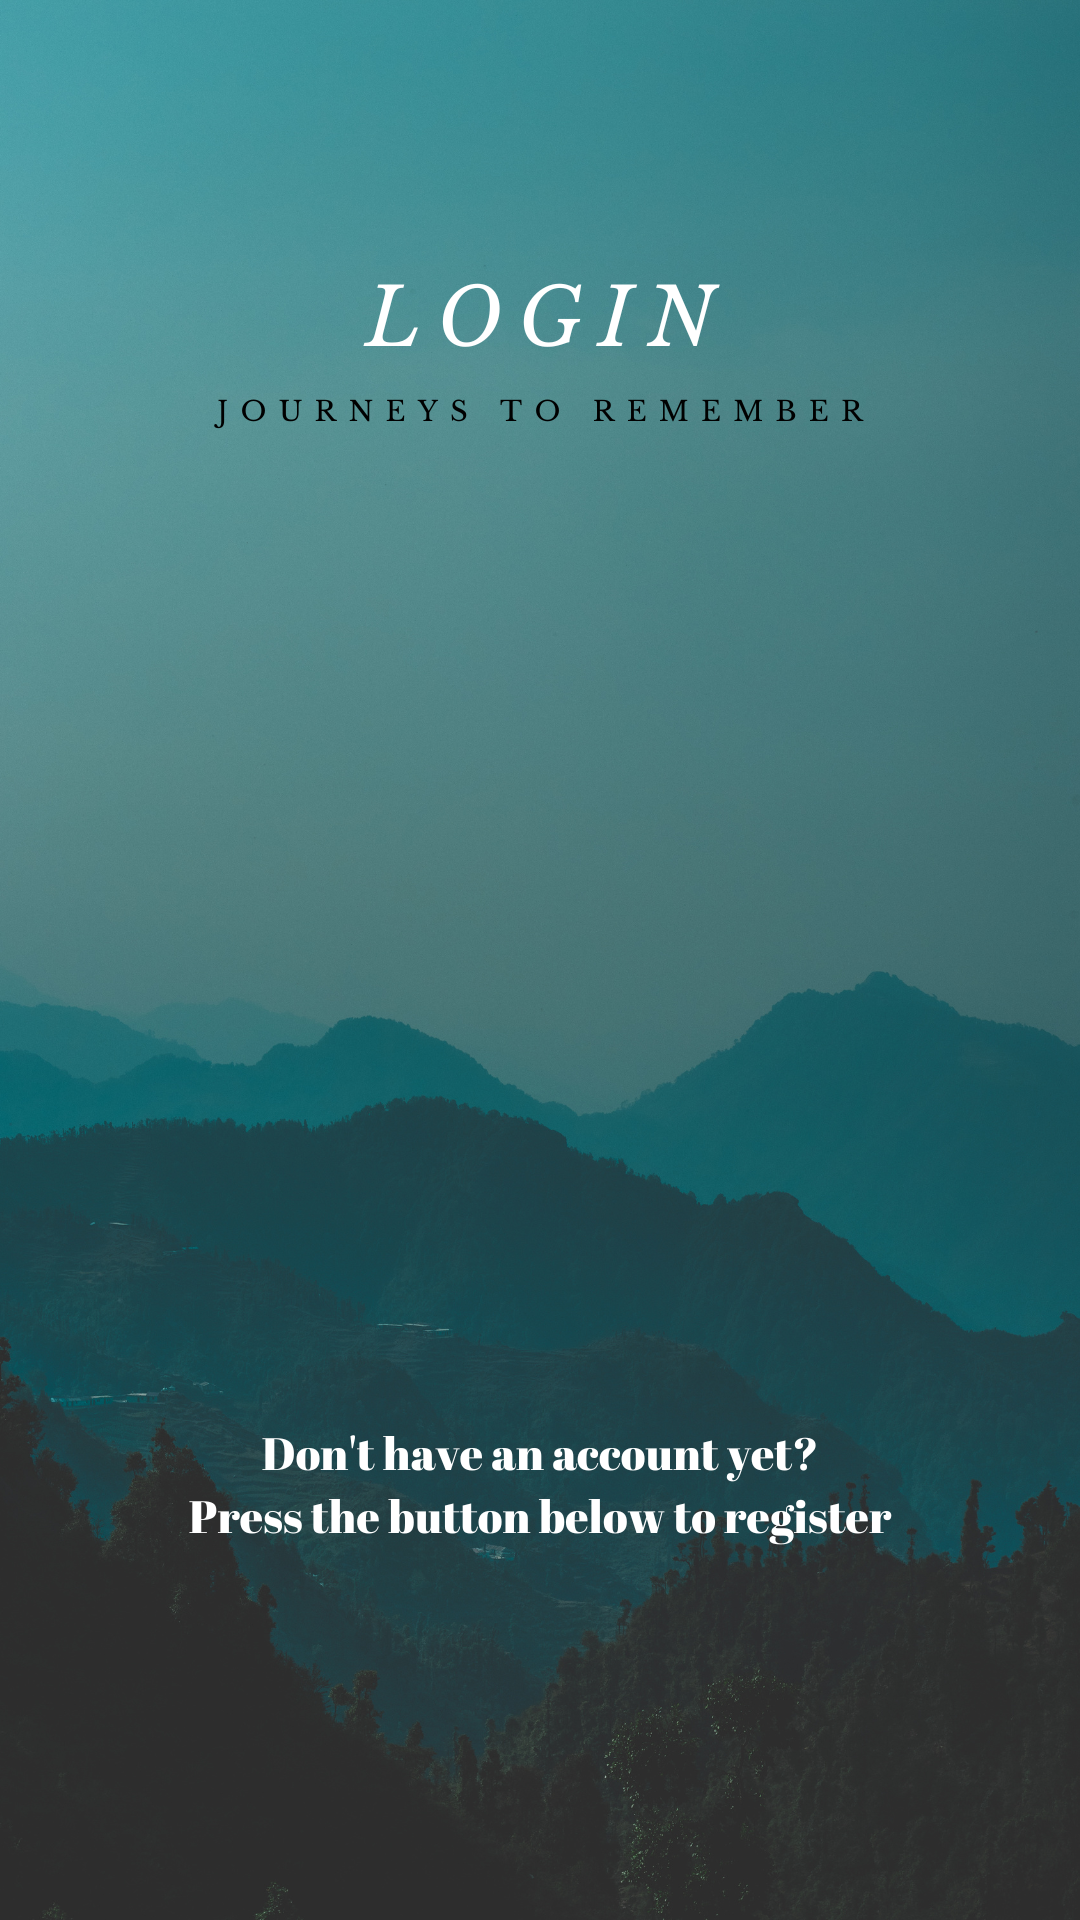 LOGIN
JOURNEYS TO REMEMBER
Don't have an account yet?
Press the button below to register